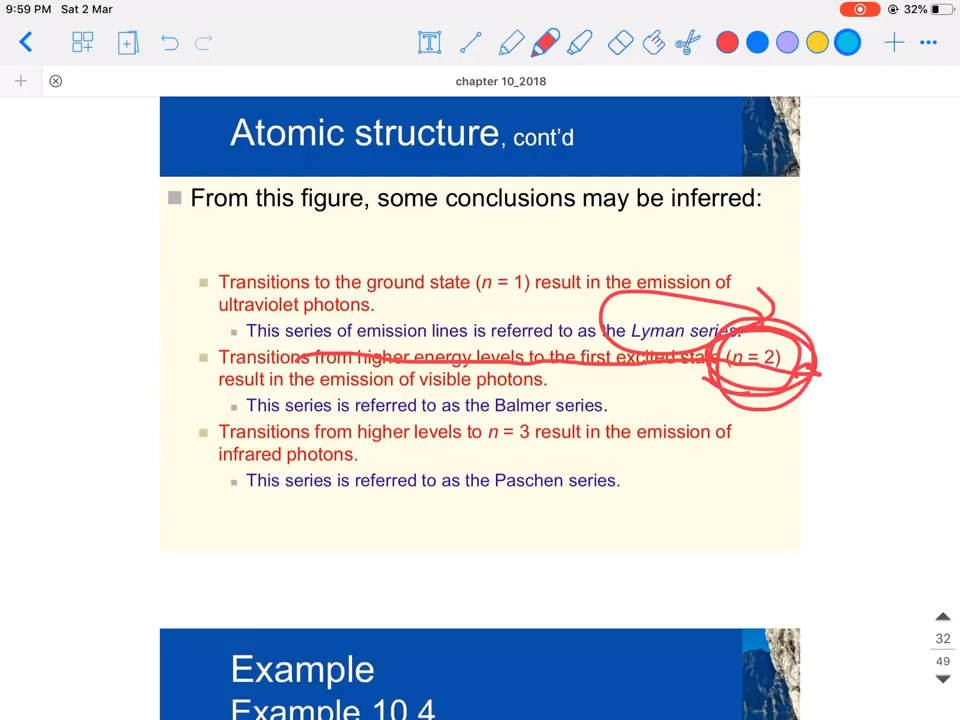 9:59 PM Sat 2 Mar
32%
T
chapter 10_2018
Atomic structure, cont'd
From this figure, some conclusions may be inferred:
Transitions to the ground state (n = 1) result in the emission of
ultraviolet photons.
This series of emission lines is referred to as the Lyman series.
Transitions from higher energy levels to the first excited state (n = 2)
result in the emission of visible photons.
This series is referred to as the Balmer series.
Transitions from higher levels to n = 3 result in the emission of
infrared photons.
This series is referred to as the Paschen series.
32
49
Example
Example 10.4